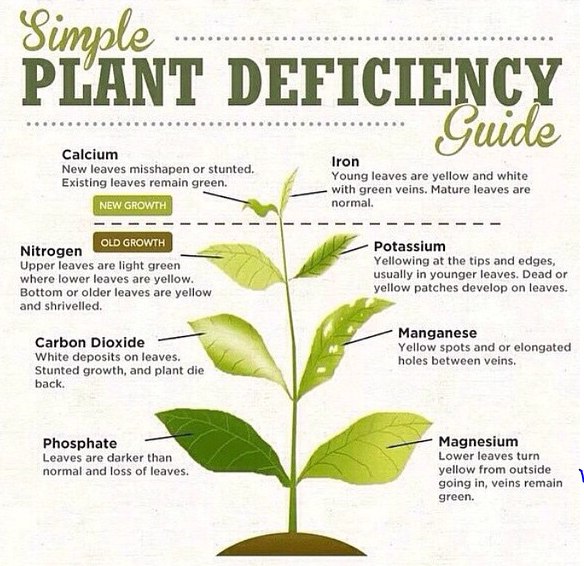 Simple
PLANT DEFICIENCY
Guide
Calcium
New leaves misshapen or stunted.
Existing leaves remain green.
NEW GROWTH
Iron
Young leaves are yellow and white
with green veins. Mature leaves are
normal.
OLD GROWTH
Nitrogen
Upper leaves are light green
where lower leaves are yellow.
Bottom or older leaves are yellow
and shrivelled.
Potassium
Yellowing at the tips and edges,
usually in younger leaves. Dead or
yellow patches develop on leaves.
Carbon Dioxide
White deposits on leaves.
Stunted growth, and plant die
back.
Manganese
Yellow spots and or elongated
holes between veins.
Phosphate
Leaves are darker than
normal and loss of leaves.
Magnesium
Lower leaves turn
yellow from outside
going in, veins remain
green.